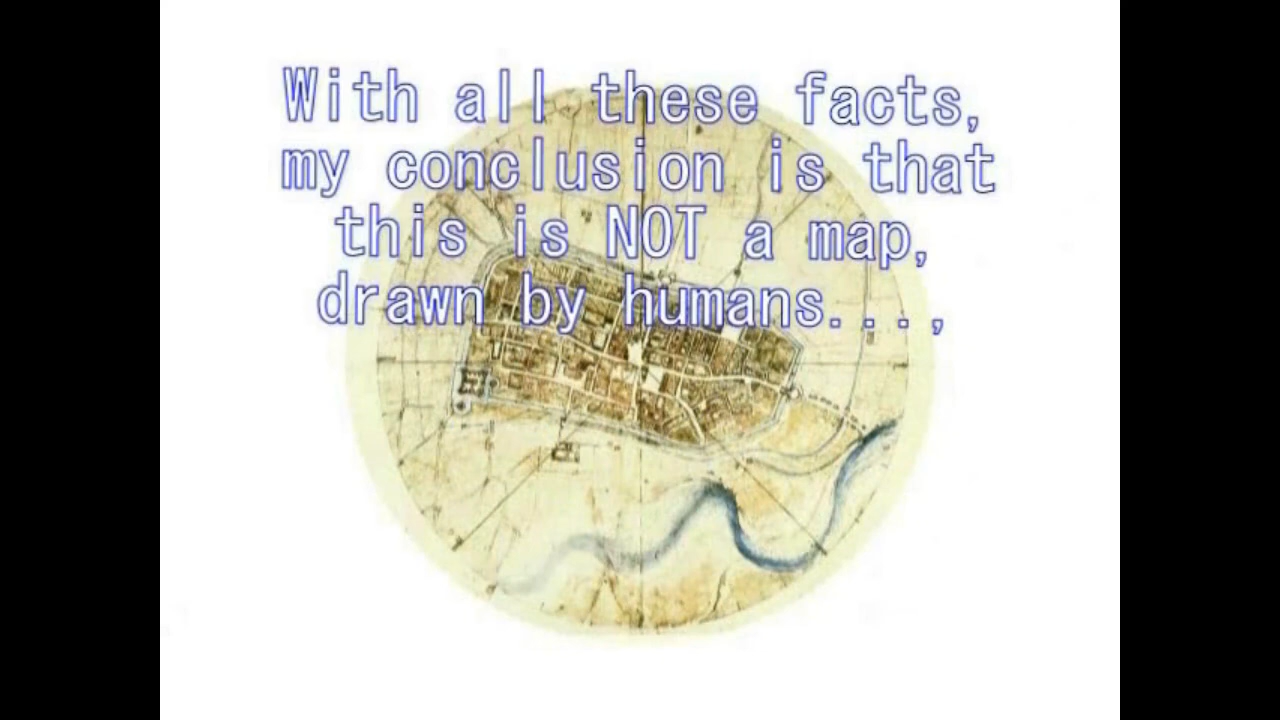 With all these facts,
my conclusion is that
this is NOT a map,
drawn by humans...,